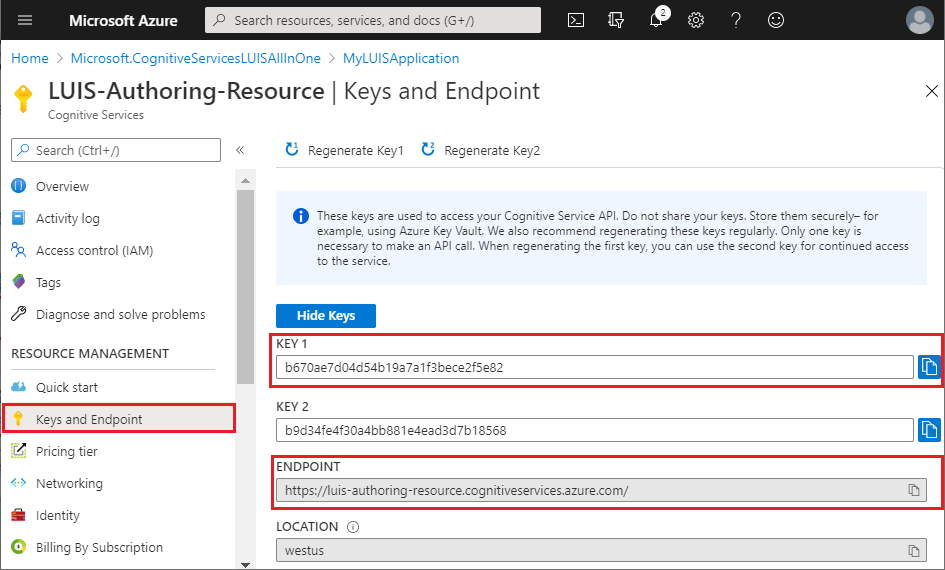 Microsoft Azure
Search resources, services, and docs (G+/)
2
Home > Microsoft.CognitiveServicesLUISAllInOne > MyLUISApplication
LUIS-Authoring-Resource | Keys and Endpoint
Cognitive Services
Search (Ctrl+/)
«
Overview
Activity log
Access control (IAM)
Tags
Diagnose and solve problems
RESOURCE MANAGEMENT
Quick start
Keys and Endpoint
Pricing tier
Networking
Identity
Billing By Subscription
Regenerate Key1
Regenerate Key2
These keys are used to access your Cognitive Service API. Do not share your keys. Store them securely– for
example, using Azure Key Vault. We also recommend regenerating these keys regularly. Only one key is
necessary to make an API call. When regenerating the first key, you can use the second key for continued access
to the service.
Hide Keys
KEY 1
b670ae7d04d54b19a7a1f3bece2f5e82
KEY 2
b9d34fe4f30a4bb881e4ead3d7b18568
ENDPOINT
https://luis-authoring-resource.cognitiveservices.azure.com/
LOCATION
westus